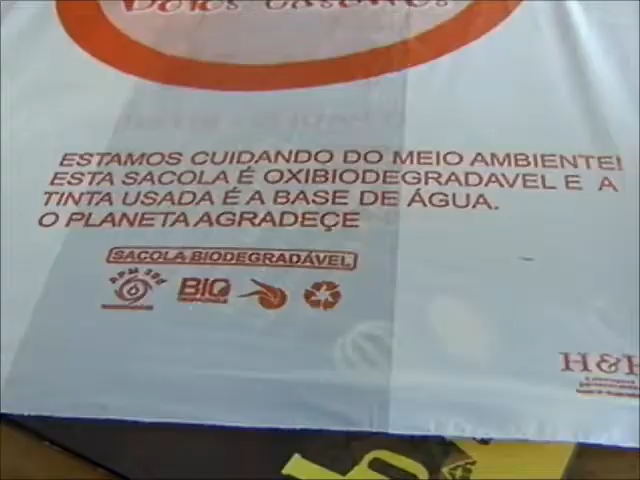 ESTAMOS CUIDANDO DO MEIO AMBIENTE!
ESTA SACOLA É OXIBIODEGRADAVEL E A
TINTA USADA É A BASE DE ÁGUA.
O PLANETA AGRADEÇE
SACOLA BIODEGRADÁVEL
BIO
H&H